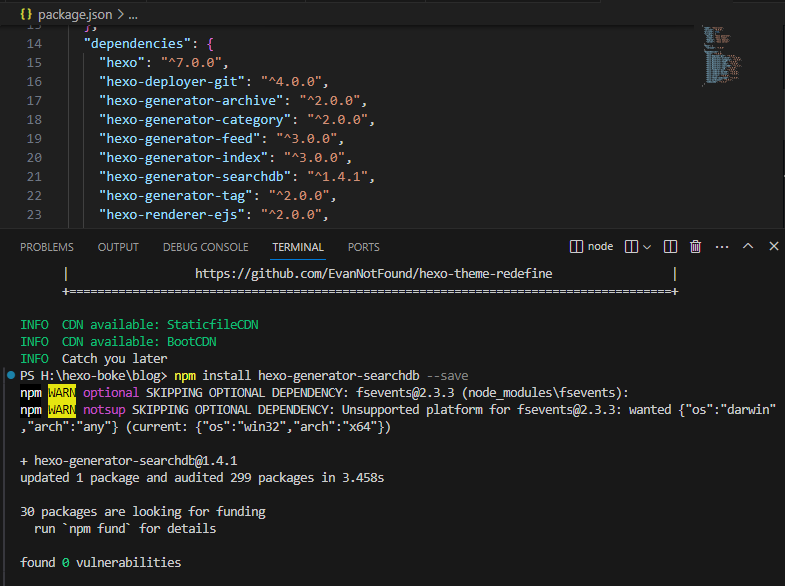 {} package.json > ...
13 },
14 "dependencies": {
15 "hexo": "^7.0.0",
16 "hexo-deployer-git": "^4.0.0",
17 "hexo-generator-archive": "^2.0.0",
18 "hexo-generator-category": "^2.0.0",
19 "hexo-generator-feed": "^3.0.0",
20 "hexo-generator-index": "^3.0.0",
21 "hexo-generator-searchdb": "^1.4.1",
22 "hexo-generator-tag": "^2.0.0",
23 "hexo-renderer-ejs": "^2.0.0",
PROBLEMS OUTPUT DEBUG CONSOLE TERMINAL PORTS node
| https://github.com/EvanNotFound/hexo-theme-redefine |
+======================================================================================+
INFO CDN available: StaticfileCDN
INFO CDN available: BootCDN
INFO Catch you later
PS H:\hexo-boke\blog> npm install hexo-generator-searchdb --save
npm WARN optional SKIPPING OPTIONAL DEPENDENCY: fsevents@2.3.3 (node_modules\fsevents):
npm WARN notsup SKIPPING OPTIONAL DEPENDENCY: Unsupported platform for fsevents@2.3.3: wanted {"os":"darwin"
,"arch":"any"} (current: {"os":"win32","arch":"x64"})
+ hexo-generator-searchdb@1.4.1
updated 1 package and audited 299 packages in 3.458s
30 packages are looking for funding
run `npm fund` for details
found 0 vulnerabilities